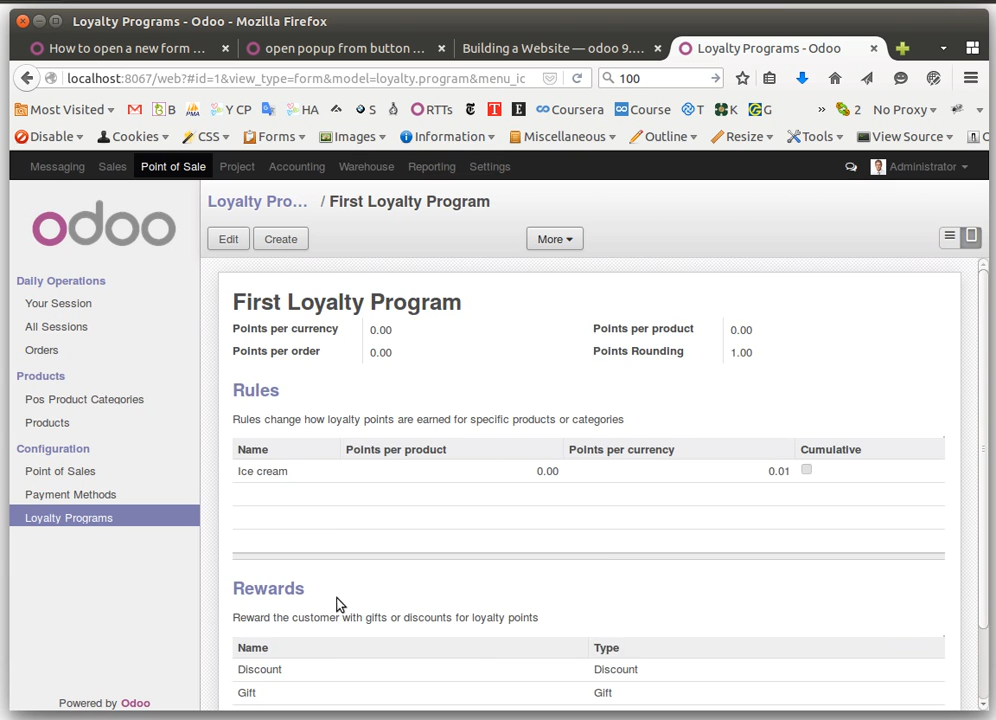 Loyalty Programs - Odoo - Mozilla Firefox
How to open a new form ... × open popup from button ... × Building a Website — odoo 9.... × Loyalty Programs - Odoo ×
localhost:8067/web?#id=1&view_type=form&model=loyalty.program&menu_ic 100
Most Visited B Y CP HA S RTTs T E Coursera Course T K G » 2 No Proxy
Disable Cookies CSS Forms Images Information Miscellaneous Outline Resize Tools View Source
Messaging Sales Point of Sale Project Accounting Warehouse Reporting Settings Administrator
odoo
Loyalty Pro... / First Loyalty Program
Edit Create More
Daily Operations
Your Session
All Sessions
Orders
Products
Pos Product Categories
Products
Configuration
Point of Sales
Payment Methods
Loyalty Programs
Powered by Odoo
First Loyalty Program
Points per currency 0.00 Points per product 0.00
Points per order 0.00 Points Rounding 1.00
Rules
Rules change how loyalty points are earned for specific products or categories
Name Points per product Points per currency Cumulative
Ice cream 0.00 0.01
Rewards
Reward the customer with gifts or discounts for loyalty points
Name Type
Discount Discount
Gift Gift